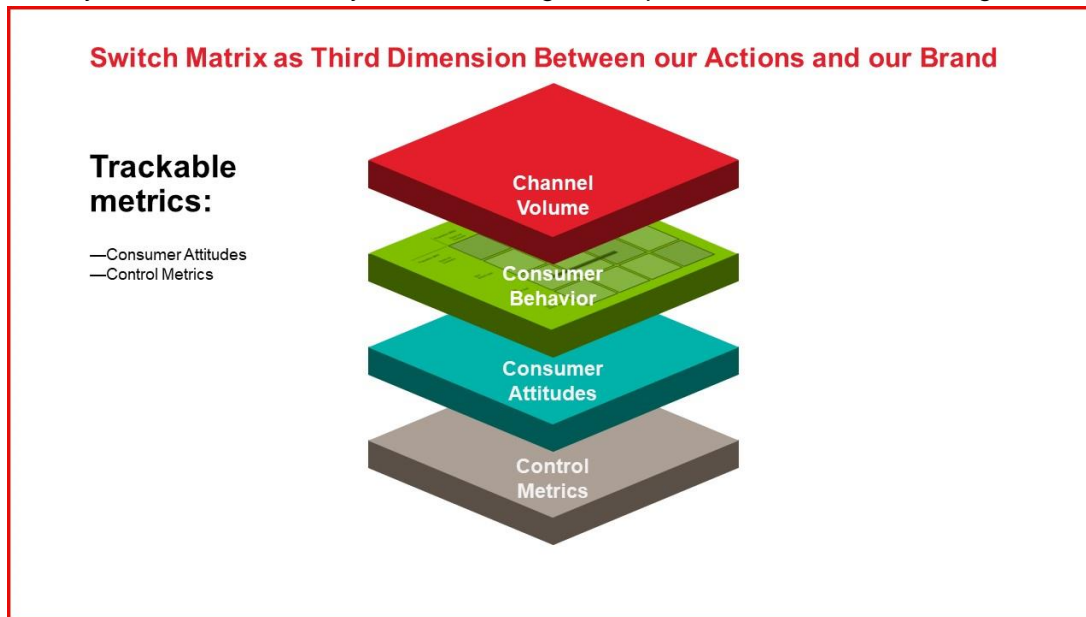 Switch Matrix as Third Dimension Between our Actions and our Brand
Trackable
metrics:
—Consumer Attitudes
—Control Metrics
Channel
Volume
Consumer
Behavior
Consumer
Attitudes
Control
Metrics